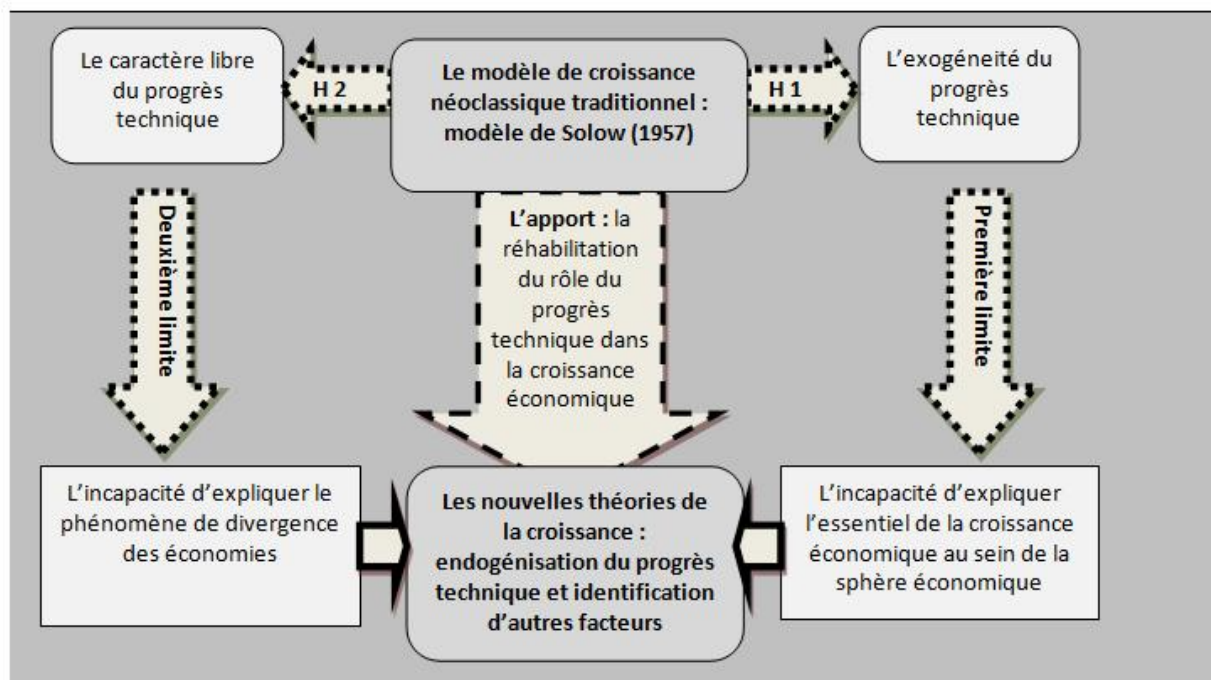 Le caractère libre
du progrès
technique
H 2
Le modèle de croissance
néoclassique traditionnel :
modèle de Solow (1957)
H 1
L’exogénéité du
progrès
technique
Deuxième limite
L’apport : la
réhabilitation
du rôle du
progrès
technique dans
la croissance
économique
Première limite
L’incapacité d’expliquer le
phénomène de divergence
des économies
Les nouvelles théories de
la croissance :
endogénisation du progrès
technique et identification
d’autres facteurs
L’incapacité d’expliquer
l’essentiel de la croissance
économique au sein de la
sphère économique